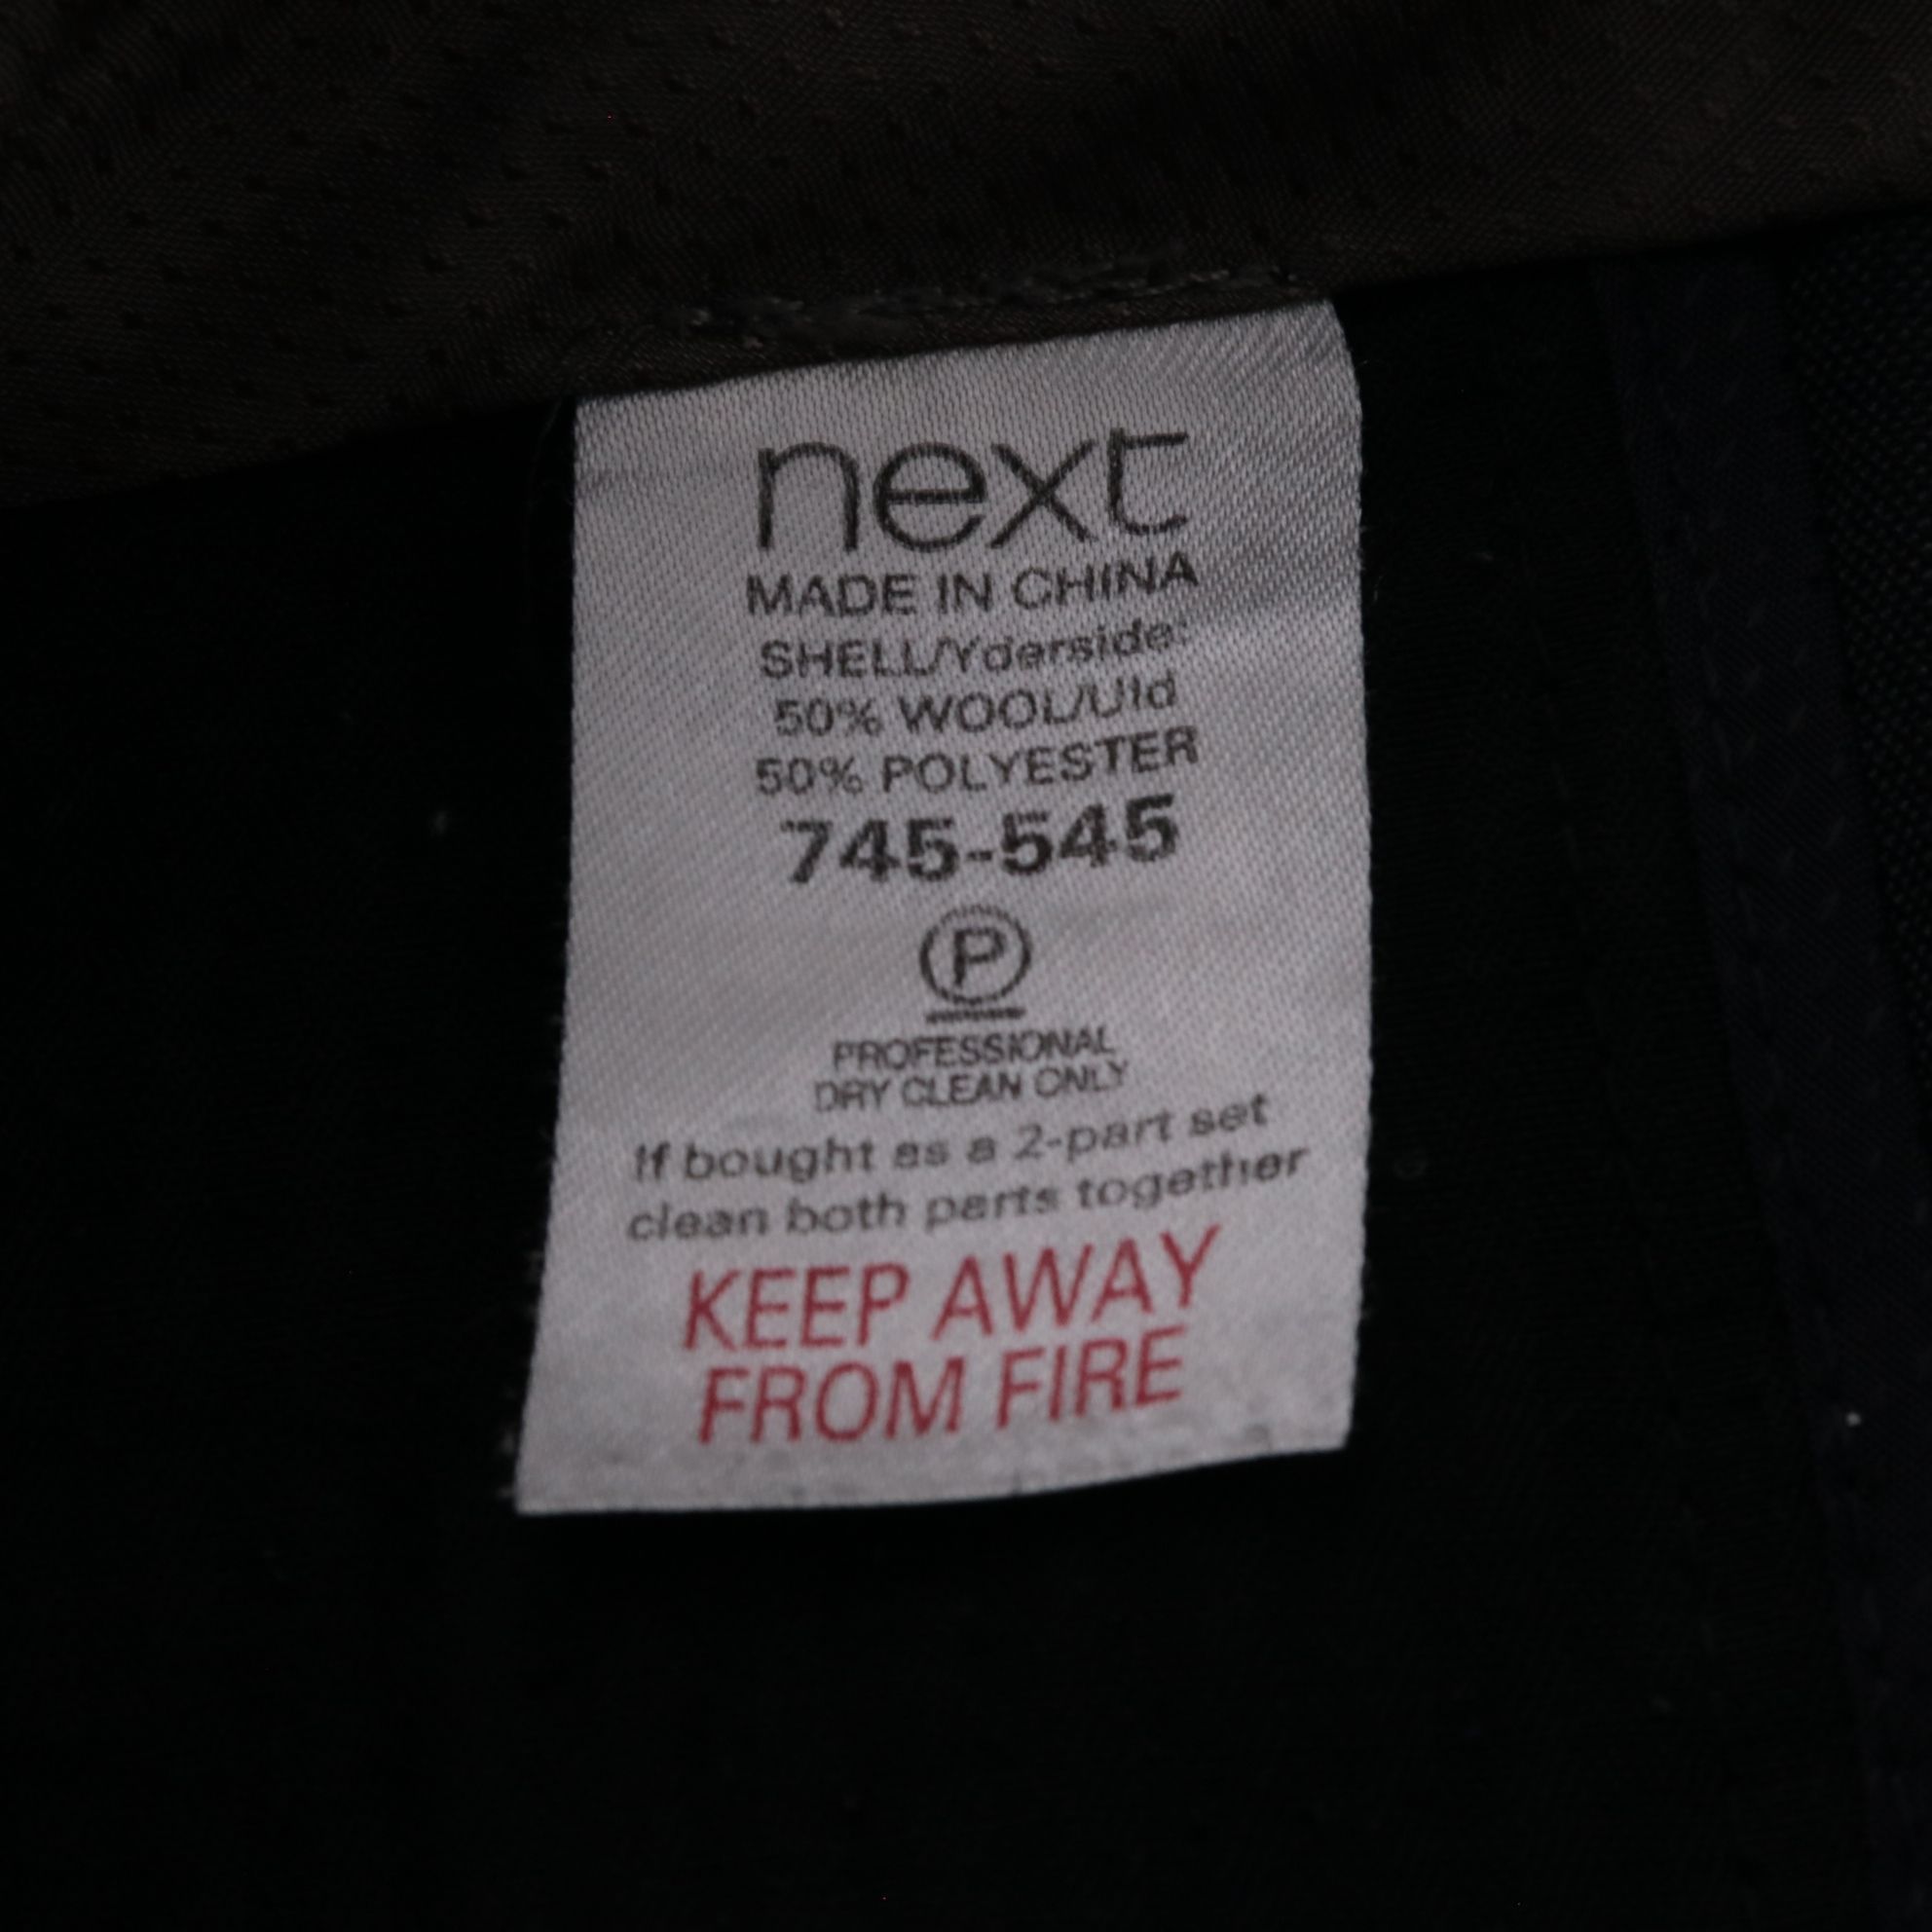 next
MADE IN CHINA
SHELL/Yderside:
50% WOOL/Uld
50% POLYESTER
745-545
P
PROFESSIONAL
DRY CLEAN ONLY
If bought as a 2-part set
clean both parts together
KEEP AWAY
FROM FIRE